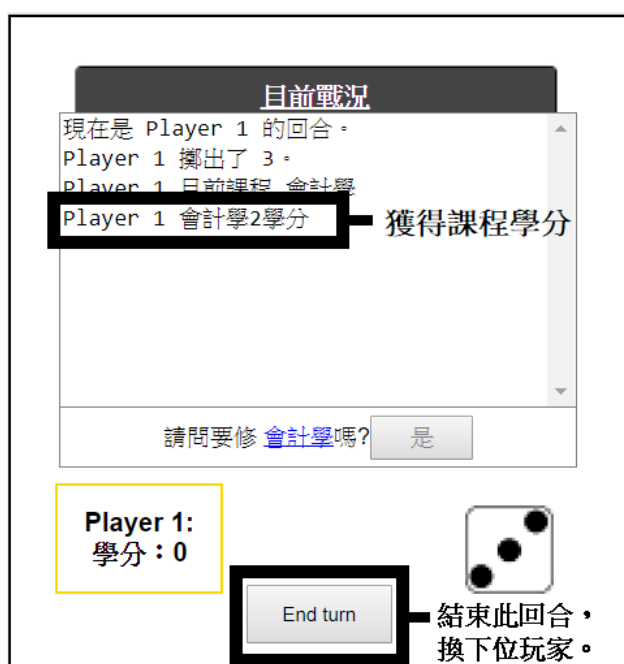 目前戰況
現在是 Player 1 的回合。
Player 1 擲出了 3。
Player 1 目前課程 會計學
Player 1 會計學2學分
獲得課程學分
請問要修 會計學嗎? 是
Player 1:
學分：0
End turn
結束此回合，
換下位玩家。